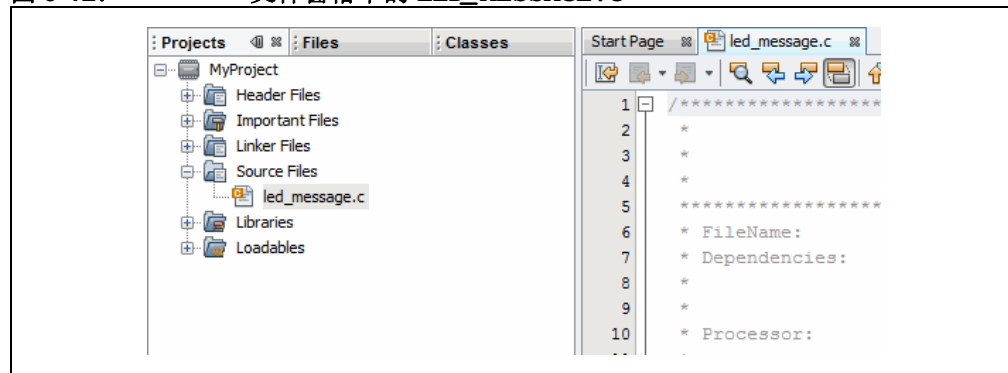 Projects Files Classes
MyProject
Header Files
Important Files
Linker Files
Source Files
led_message.c
Libraries
Loadables
Start Page led_message.c
1 /******************
2 *
3 *
4 *
5 ******************
6 * FileName:
7 * Dependencies:
8 *
9 *
10 * Processor: